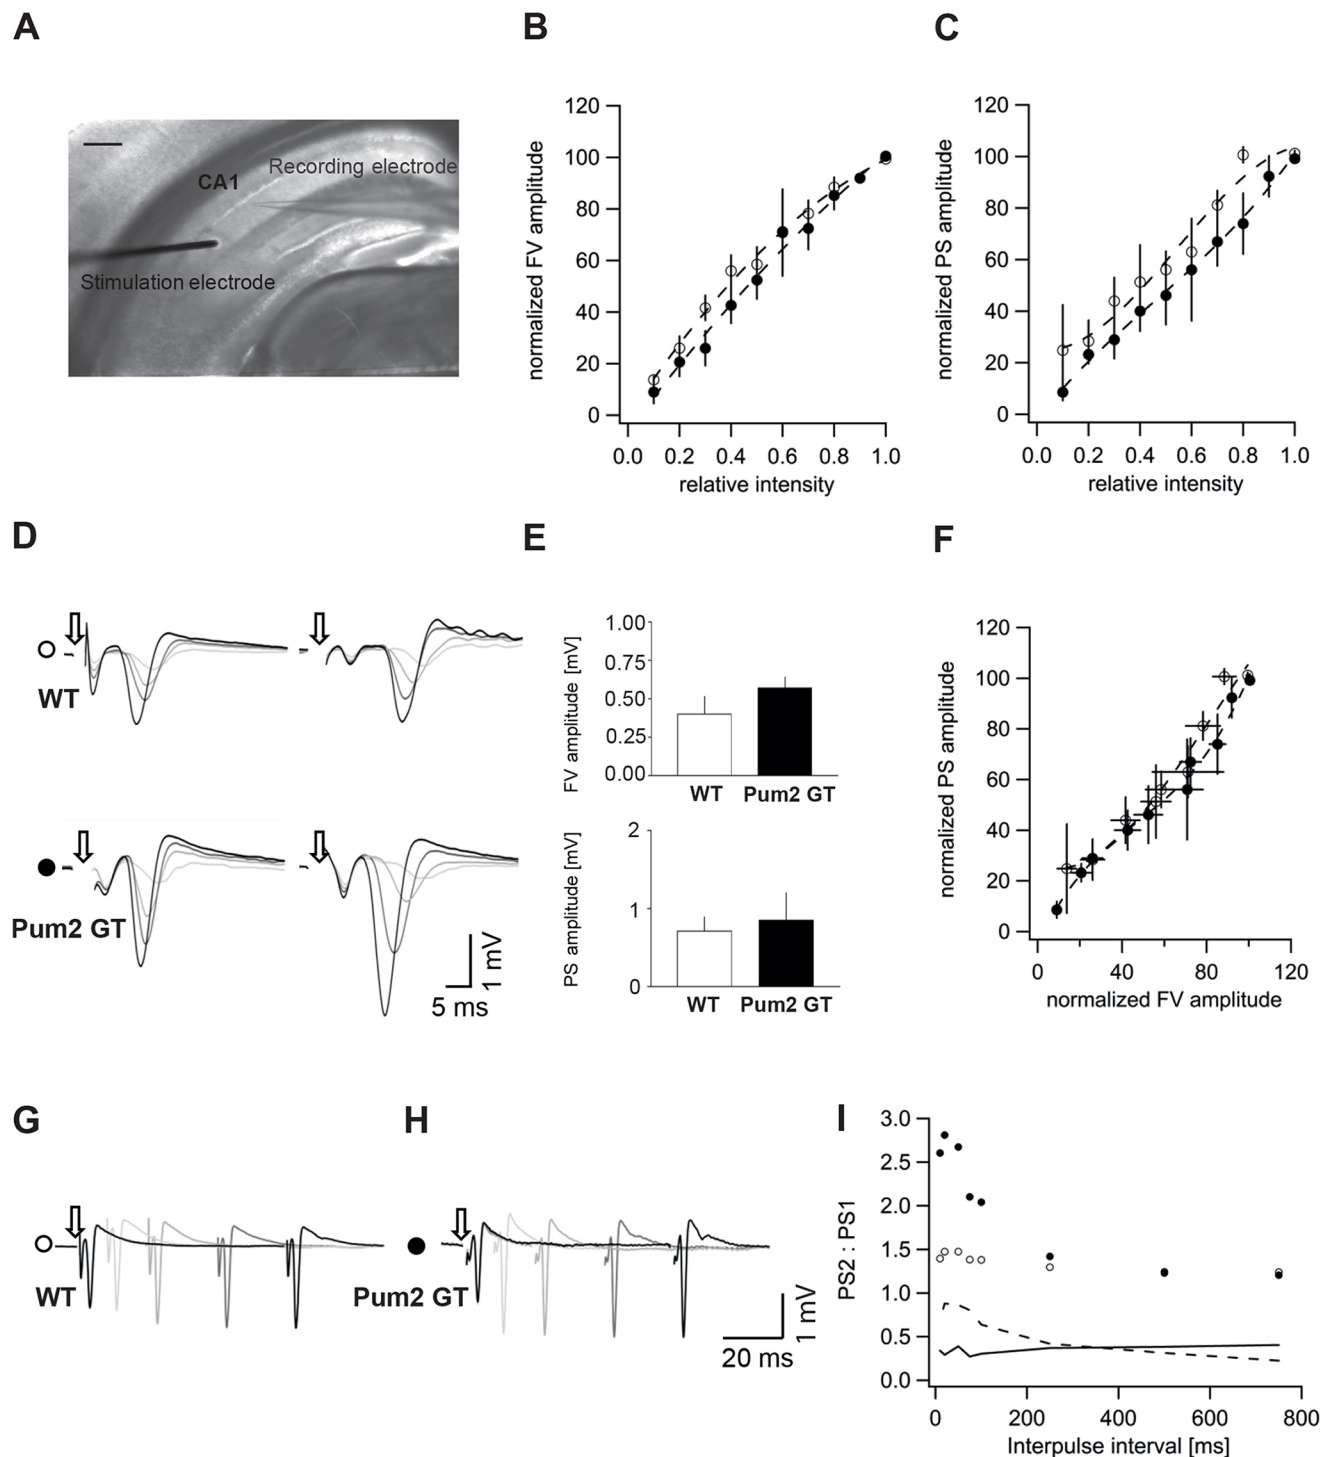 A
B
C
CA1
Recording electrode
Stimulation electrode
normalized FV amplitude
120
100
80
60
40
20
0
0.0 0.2 0.4 0.6 0.8 1.0
relative intensity
normalized PS amplitude
120
100
80
60
40
20
0
0.0 0.2 0.4 0.6 0.8 1.0
relative intensity
D
E
F
WT
Pum2 GT
5 ms
1 mV
FV amplitude [mV]
1.00
0.75
0.50
0.25
0.00
WT Pum2 GT
PS amplitude [mV]
2
1
0
WT Pum2 GT
normalized PS amplitude
120
100
80
60
40
20
0
0 40 80 120
normalized FV amplitude
G
H
I
WT
Pum2 GT
20 ms
1 mV
PS2 : PS1
3.0
2.5
2.0
1.5
1.0
0.5
0.0
0 200 400 600 800
Interpulse interval [ms]